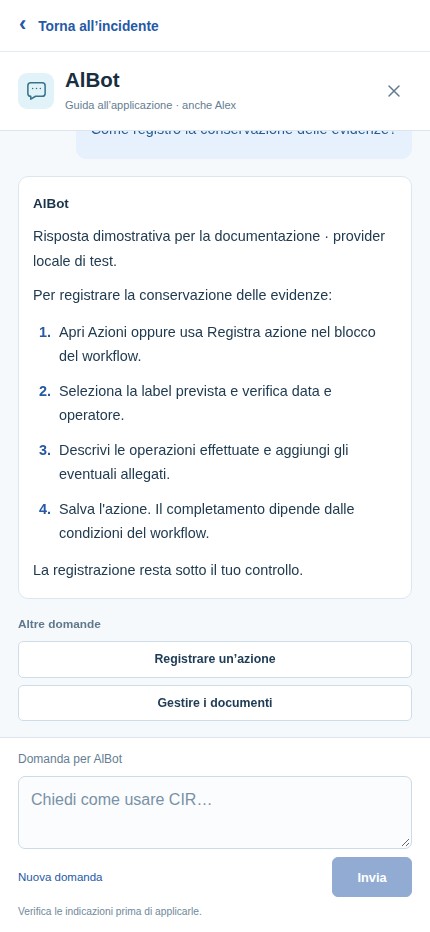 ‹ Torna all’incidente
AlBot
Guida all’applicazione · anche Alex
Come registro la conservazione delle evidenze?
AlBot
Risposta dimostrativa per la documentazione · provider
locale di test.
Per registrare la conservazione delle evidenze:
1. Apri Azioni oppure usa Registra azione nel blocco
del workflow.
2. Seleziona la label prevista e verifica data e
operatore.
3. Descrivi le operazioni effettuate e aggiungi gli
eventuali allegati.
4. Salva l'azione. Il completamento dipende dalle
condizioni del workflow.
La registrazione resta sotto il tuo controllo.
Altre domande
Registrare un’azione
Gestire i documenti
Domanda per AlBot
Chiedi come usare CIR…
Nuova domanda
Invia
Verifica le indicazioni prima di applicarle.